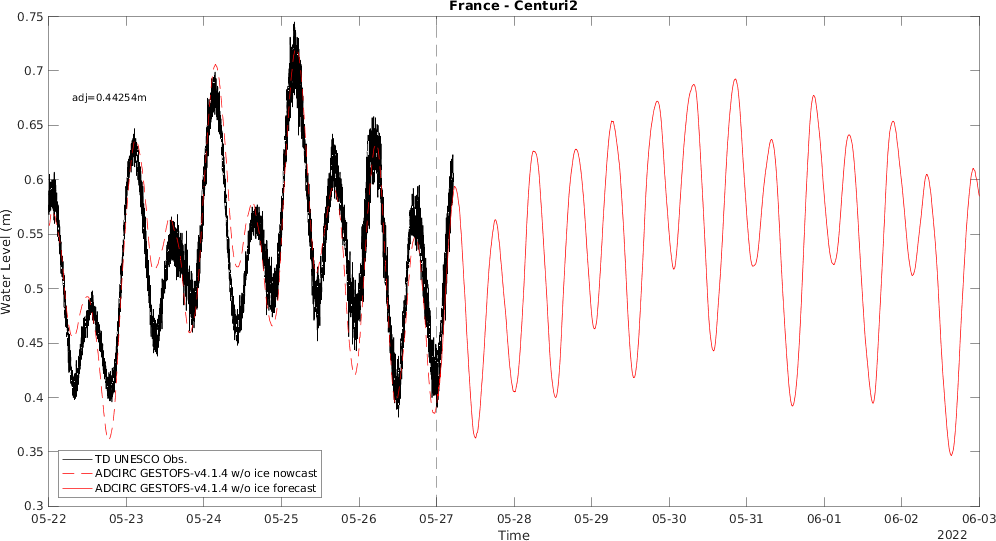 France - Centuri2
0.75
0.7
0.65
0.6
0.55
0.5
0.45
0.4
0.35
0.3
Water Level (m)
adj=0.44254m
TD UNESCO Obs.
ADCIRC GESTOFS-v4.1.4 w/o ice nowcast
ADCIRC GESTOFS-v4.1.4 w/o ice forecast
05-22 05-23 05-24 05-25 05-26 05-27 05-28 05-29 05-30 05-31 06-01 06-02 06-03
Time
2022